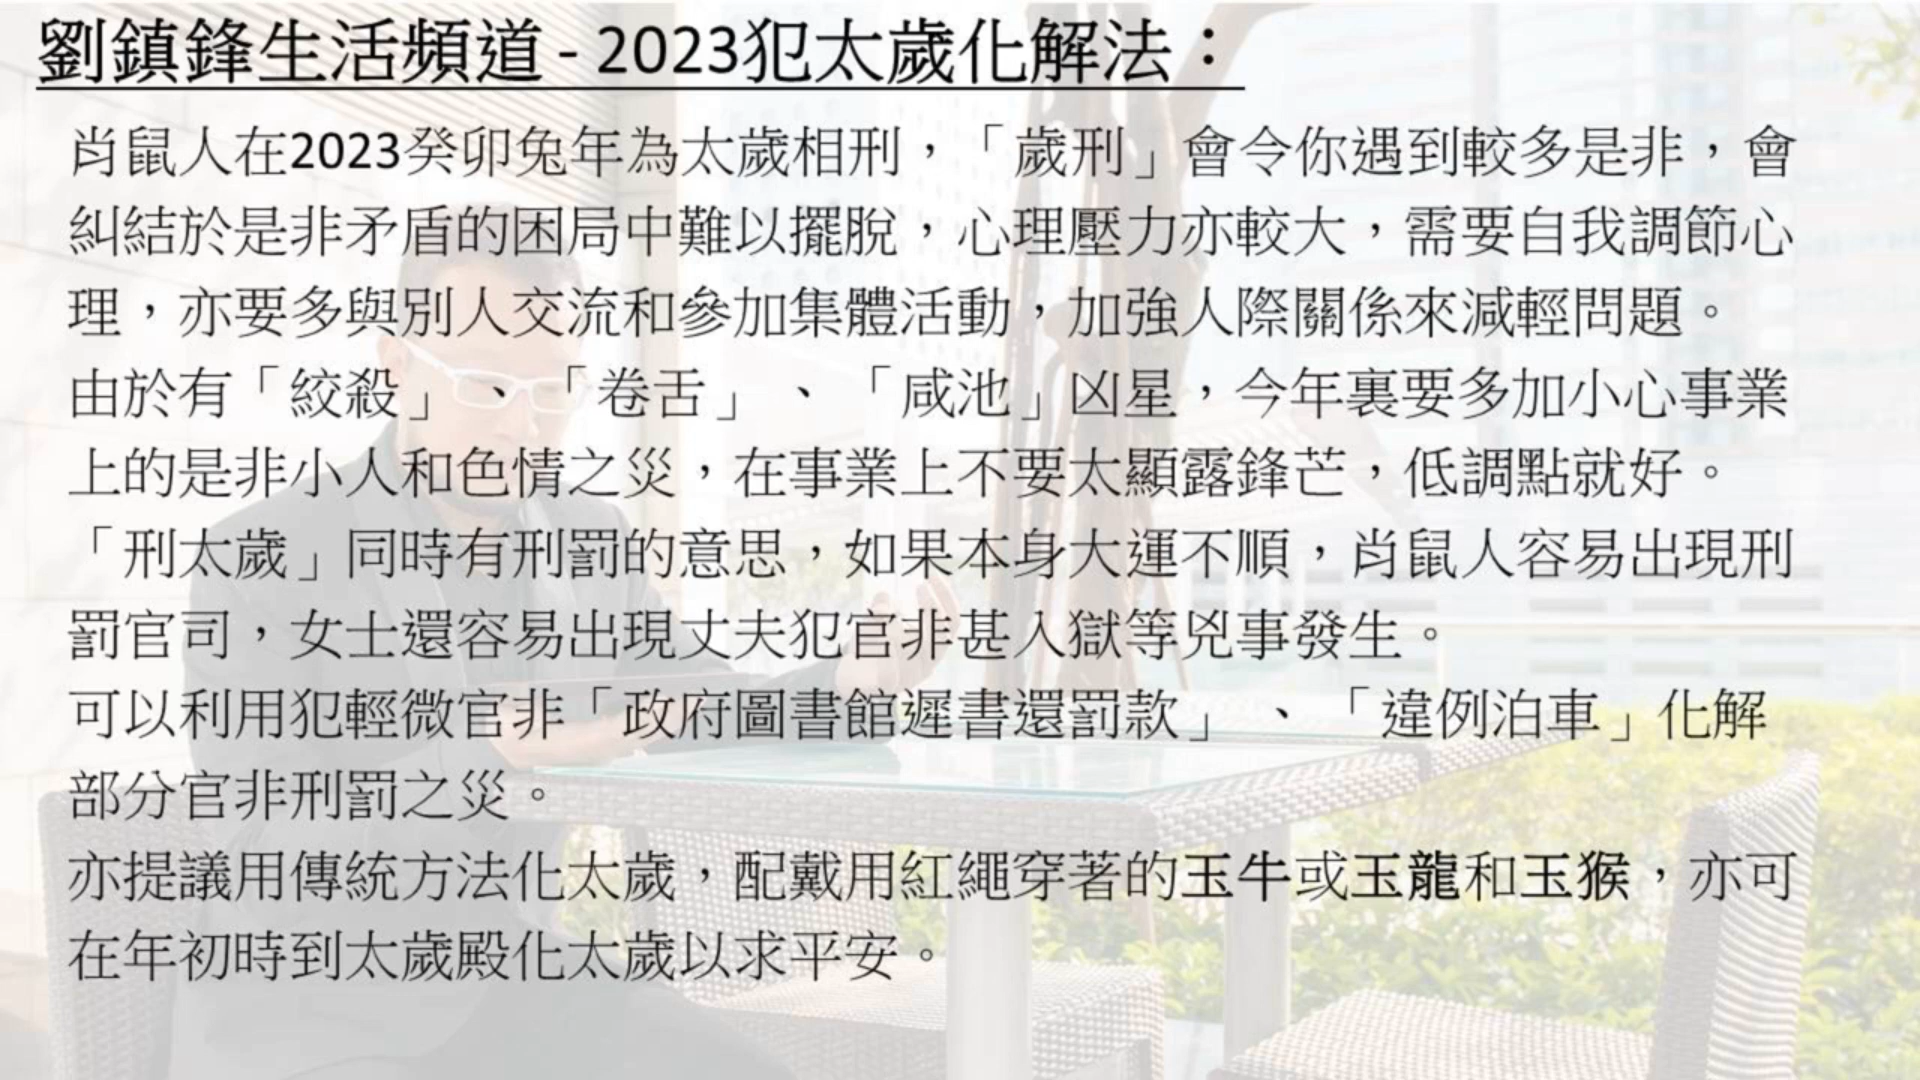 劉鎮鋒生活頻道 - 2023犯太歲化解法：
肖鼠人在2023癸卯兔年為太歲相刑，「歲刑」會令你遇到較多是非，會
糾結於是非矛盾的困局中難以擺脫，心理壓力亦較大，需要自我調節心
理，亦要多與別人交流和參加集體活動，加強人際關係來減輕問題。
由於有「絞殺」、「卷舌」、「咸池」凶星，今年裏要多加小心事業
上的是非小人和色情之災，在事業上不要太顯露鋒芒，低調點就好。
「刑太歲」同時有刑罰的意思，如果本身大運不順，肖鼠人容易出現刑
罰官司，女士還容易出現丈夫犯官非甚入獄等兇事發生。
可以利用犯輕微官非「政府圖書館遲書還罰款」、「違例泊車」化解
部分官非刑罰之災。
亦提議用傳統方法化太歲，配戴用紅繩穿著的玉牛或玉龍和玉猴，亦可
在年初時到太歲殿化太歲以求平安。